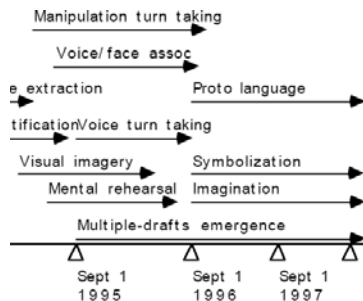 Manipulation turn taking
Voice/face assoc
e extraction Proto language
tification Voice turn taking
Visual imagery Symbolization
Mental rehearsal Imagination
Multiple-drafts emergence
Sept 1 Sept 1 Sept 1
1995 1996 1997